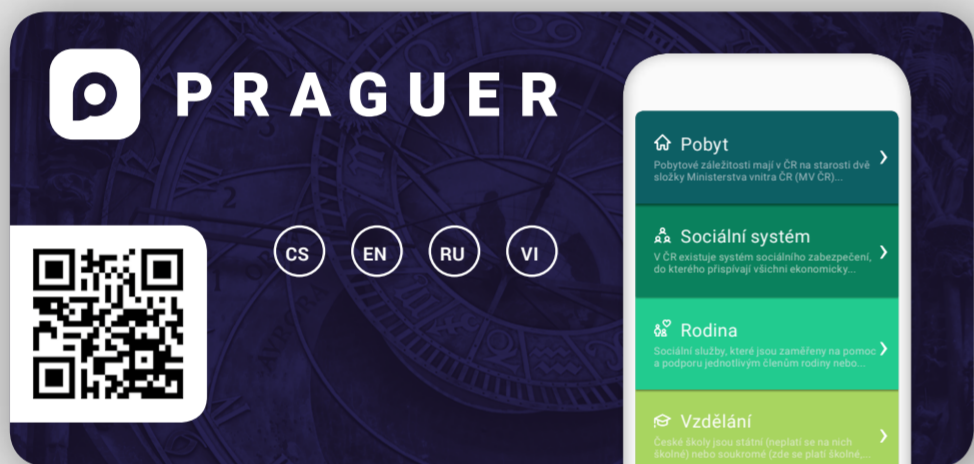 PRAGUER
CS EN RU VI
Pobyt
Pobytové záležitosti mají v ČR na starosti dvě
složky Ministerstva vnitra ČR (MV ČR)...
Sociální systém
V ČR existuje systém sociálního zabezpečení,
do kterého přispívají všichni ekonomicky...
Rodina
Sociální služby, které jsou zaměřeny na pomoc
a podporu jednotlivým členům rodiny nebo...
Vzdělání
České školy jsou státní (neplatí se na nich
školné) nebo soukromé (zde se platí školné,...